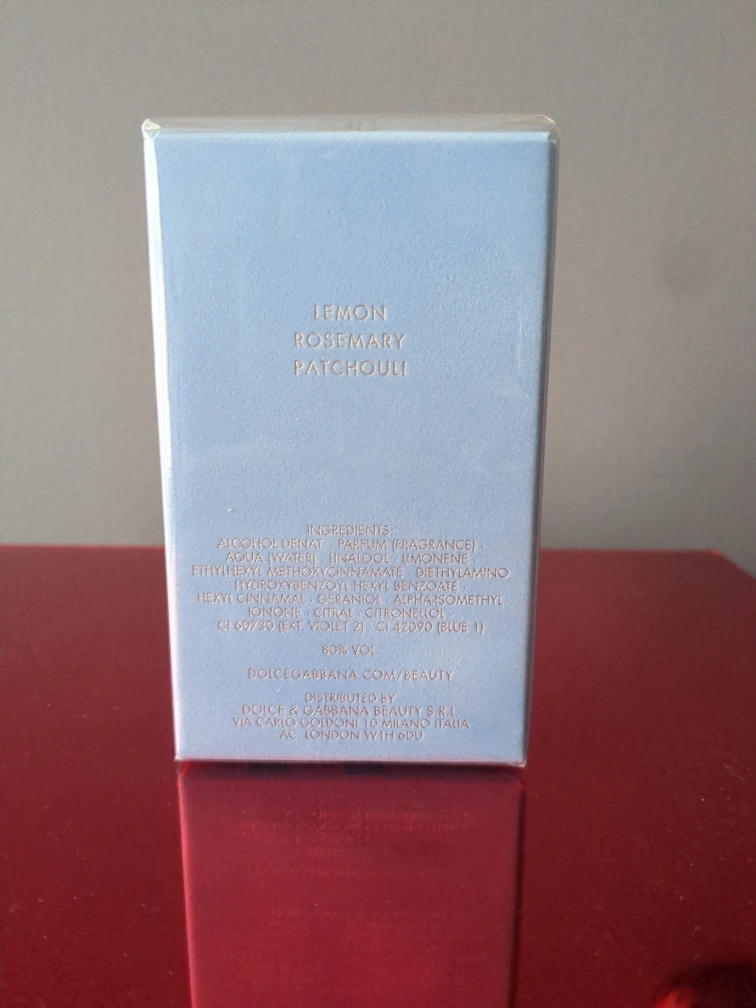 LEMON
ROSEMARY
PATCHOULI
INGREDIENTS:
ALCOHOL DENAT · PARFUM (FRAGRANCE) ·
AQUA (WATER) · LINALOOL · LIMONENE ·
ETHYLHEXYL METHOXYCINNAMATE · DIETHYLAMINO
HYDROXYBENZOYL HEXYL BENZOATE ·
HEXYL CINNAMAL · GERANIOL · ALPHA-ISOMETHYL
IONONE · CITRAL · CITRONELLOL
CI 60730 (EXT. VIOLET 2) · CI 42090 (BLUE 1)
80% VOL.
DOLCEGABBANA.COM/BEAUTY
DISTRIBUTED BY
DOLCE & GABBANA BEAUTY S.R.L.
VIA CARLO GOLDONI 10 MILANO ITALIA
AC. LONDON W1H 6DU